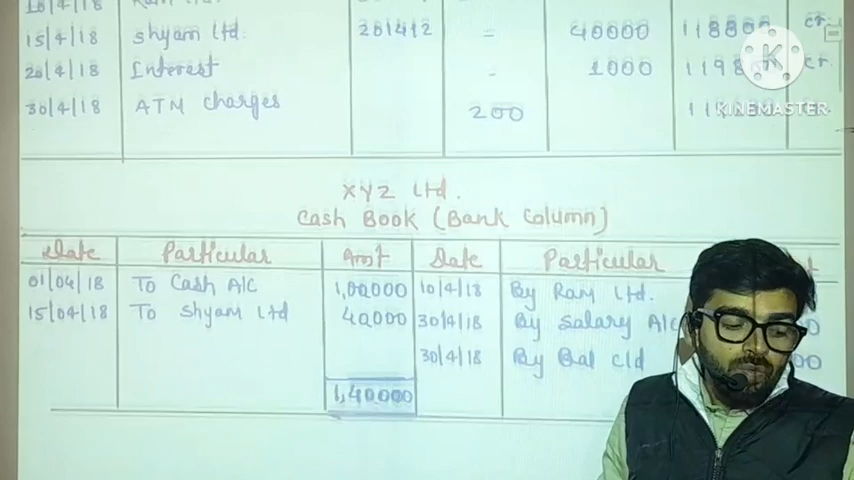 15/4/18 Shyam Ltd. 201412 - 40000 118800 Cr.
20/4/18 Interest - 1000 Cr.
30/4/18 ATM charges 200
KINEMASTER
XYZ Ltd.
Cash Book (Bank Column)
Date Particular Amt Date Particular
01/04/18 To Cash A/C 1,00,000 10/4/18 By Ram Ltd.
15/04/18 To Shyam Ltd 40,000 30/4/18 By Salary A/C
30/4/18 By Bal C/d
1,40000